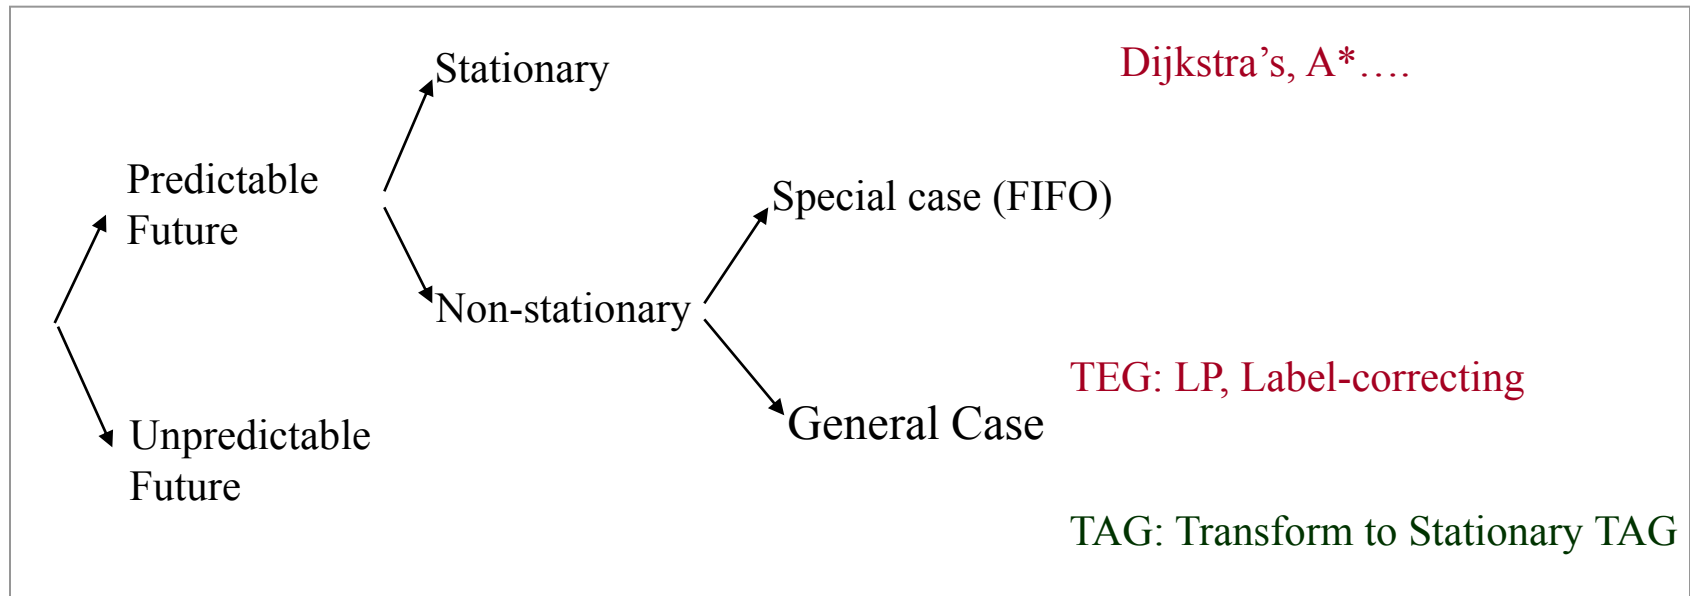 Stationary
Dijkstra’s, A*….
Predictable
Future
Special case (FIFO)
Non-stationary
TEG: LP, Label-correcting
General Case
Unpredictable
Future
TAG: Transform to Stationary TAG